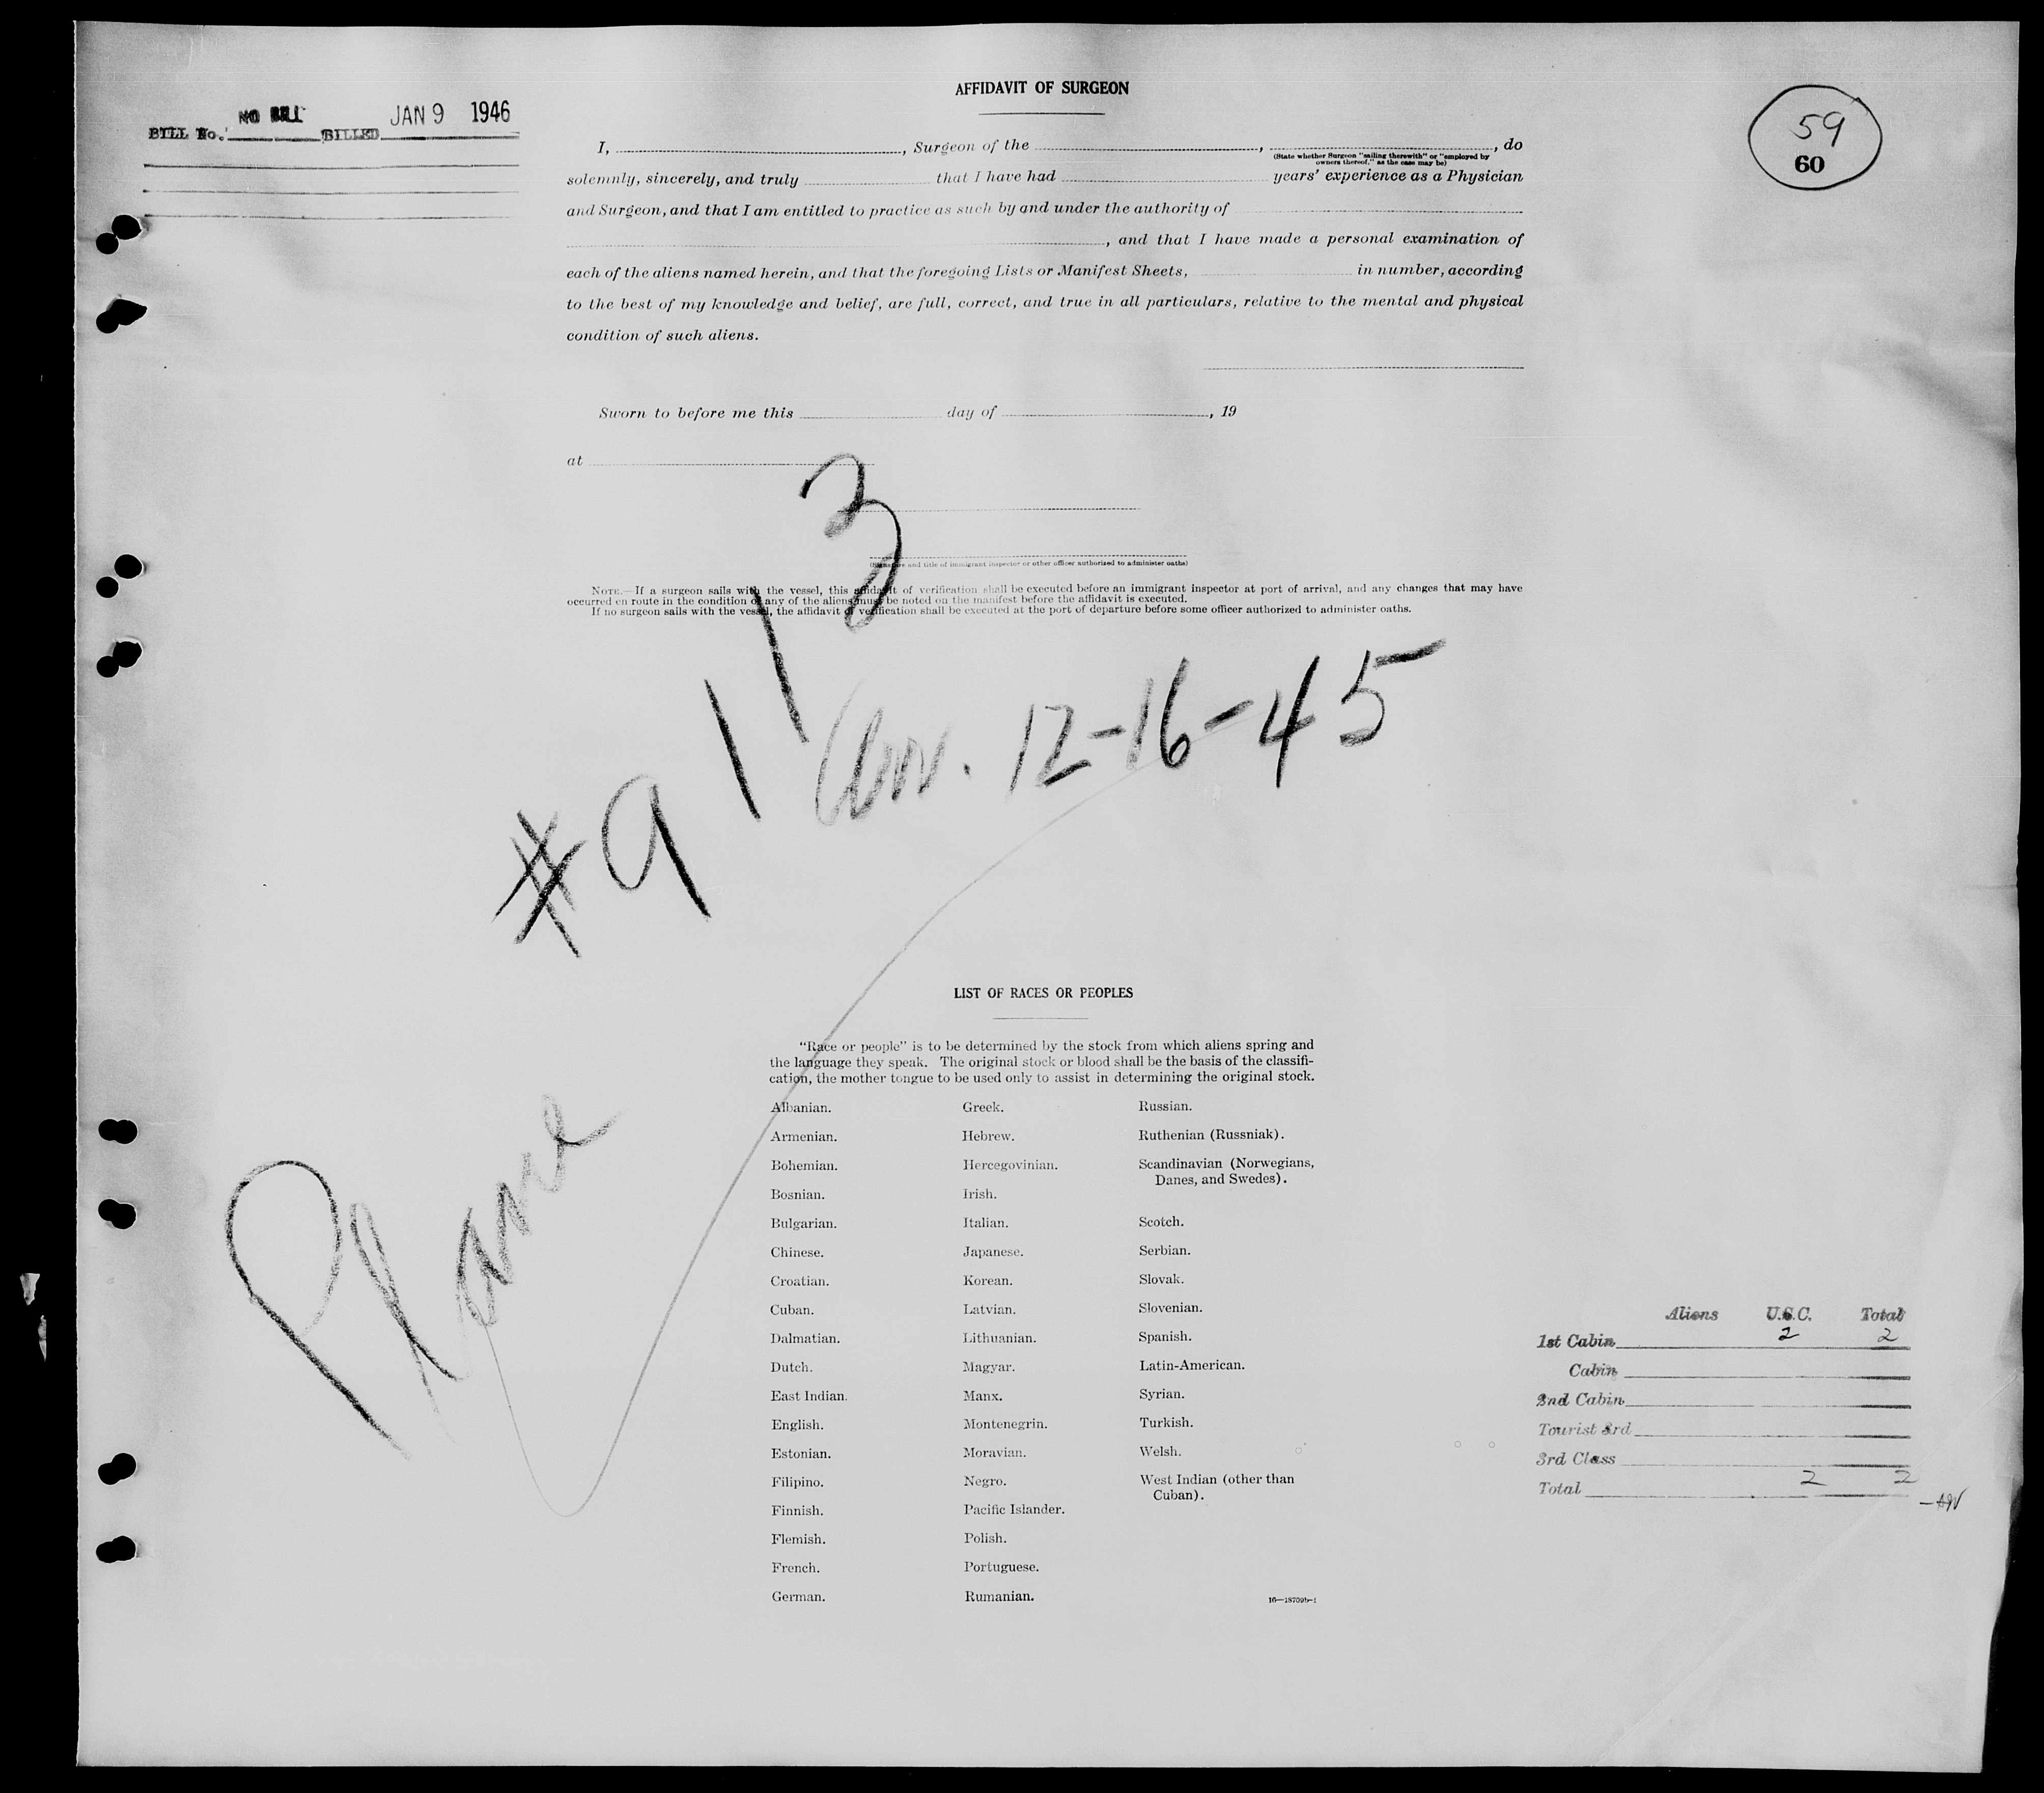 AFFIDAVIT OF SURGEON
BILL No. NO BILL BILLED JAN 9 1946
59
60
I, , Surgeon of the , , do
(State whether Surgeon "sailing therewith" or "employed by
owners thereof," as the case may be)
solemnly, sincerely, and truly that I have had years' experience as a Physician
and Surgeon, and that I am entitled to practice as such by and under the authority of
, and that I have made a personal examination of
each of the aliens named herein, and that the foregoing Lists or Manifest Sheets, in number, according
to the best of my knowledge and belief, are full, correct, and true in all particulars, relative to the mental and physical
condition of such aliens.
Sworn to before me this day of , 19
at
(Signature and title of immigrant inspector or other officer authorized to administer oaths)
NOTE.—If a surgeon sails with the vessel, this affidavit of verification shall be executed before an immigrant inspector at port of arrival, and any changes that may have
occurred en route in the condition of any of the aliens must be noted on the manifest before the affidavit is executed.
If no surgeon sails with the vessel, the affidavit of verification shall be executed at the port of departure before some officer authorized to administer oaths.
#9113
Arr. 12-16-45
Plane
LIST OF RACES OR PEOPLES
"Race or people" is to be determined by the stock from which aliens spring and
the language they speak. The original stock or blood shall be the basis of the classifi-
cation, the mother tongue to be used only to assist in determining the original stock.
Albanian.
Armenian.
Bohemian.
Bosnian.
Bulgarian.
Chinese.
Croatian.
Cuban.
Dalmatian.
Dutch.
East Indian.
English.
Estonian.
Filipino.
Finnish.
Flemish.
French.
German.
Greek.
Hebrew.
Hercegovinian.
Irish.
Italian.
Japanese.
Korean.
Latvian.
Lithuanian.
Magyar.
Manx.
Montenegrin.
Moravian.
Negro.
Pacific Islander.
Polish.
Portuguese.
Rumanian.
Russian.
Ruthenian (Russniak).
Scandinavian (Norwegians,
Danes, and Swedes).
Scotch.
Serbian.
Slovak.
Slovenian.
Spanish.
Latin-American.
Syrian.
Turkish.
Welsh.
West Indian (other than
Cuban).
Aliens U.S.C. Total
1st Cabin 2 2
Cabin
2nd Cabin
Tourist 3rd
3rd Class
Total 2 2